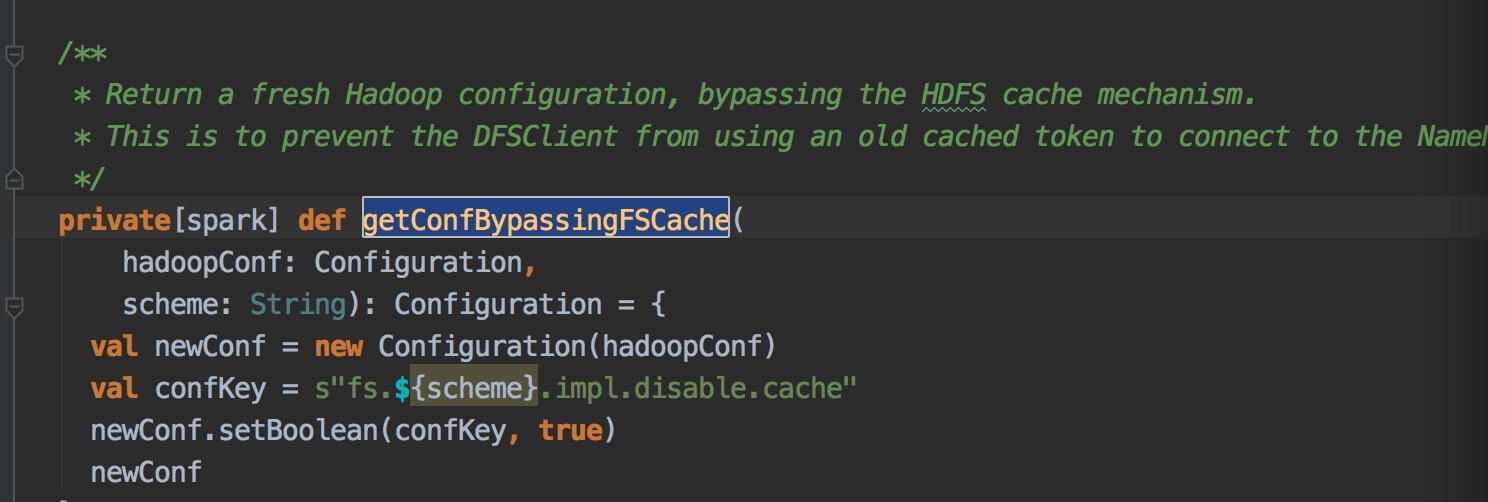 /**
* Return a fresh Hadoop configuration, bypassing the HDFS cache mechanism.
* This is to prevent the DFSClient from using an old cached token to connect to the
*/
private[spark] def getConfBypassingFSCache(
hadoopConf: Configuration,
scheme: String): Configuration = {
val newConf = new Configuration(hadoopConf)
val confKey = s"fs.${scheme}.impl.disable.cache"
newConf.setBoolean(confKey, true)
newConf